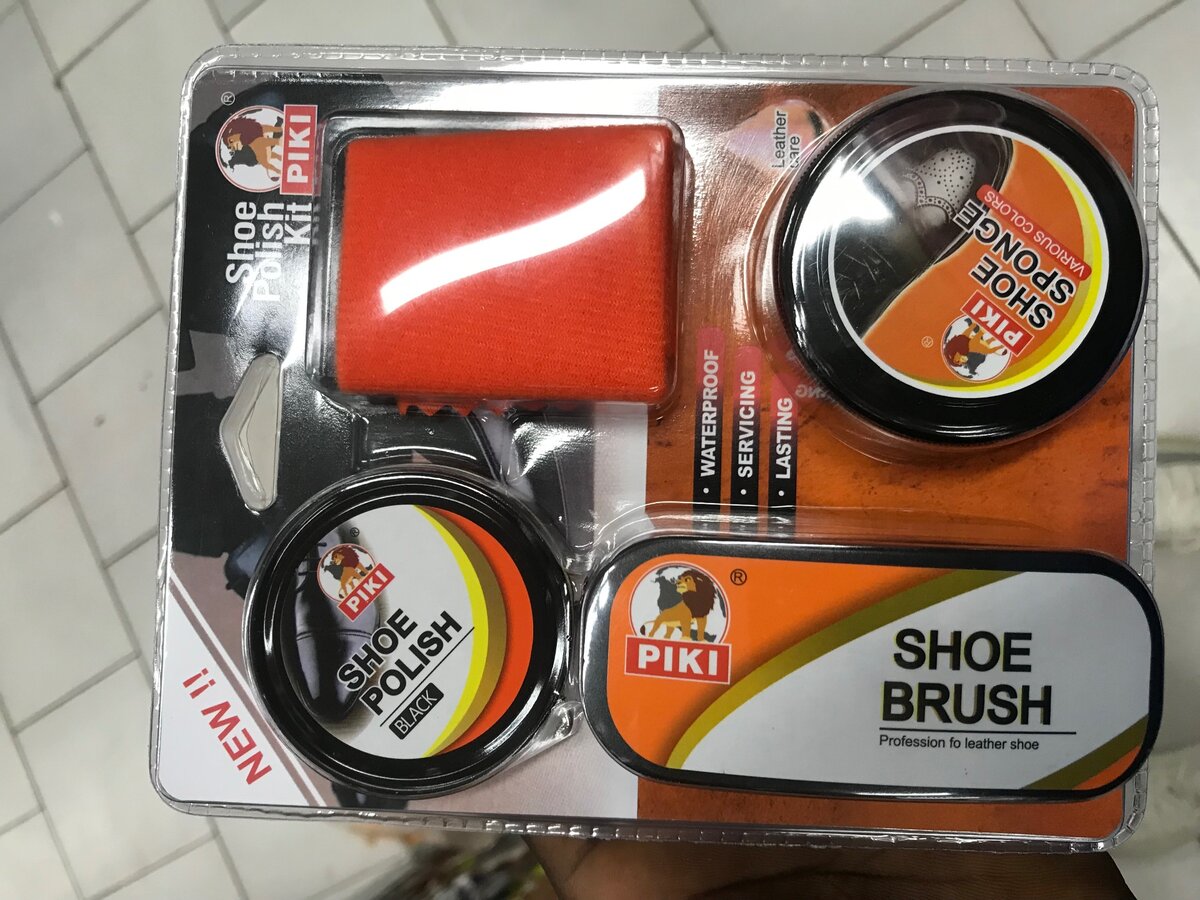 ®
PIKI
Shoe
Polish
Kit
Leather
Care
PIKI
®
SHOE
SPONGE
VARIOUS COLORS
• WATERPROOF
• SERVICING
• LASTING
NEW !!
PIKI
®
SHOE
POLISH
BLACK
PIKI
®
SHOE
BRUSH
Profession fo leather shoe